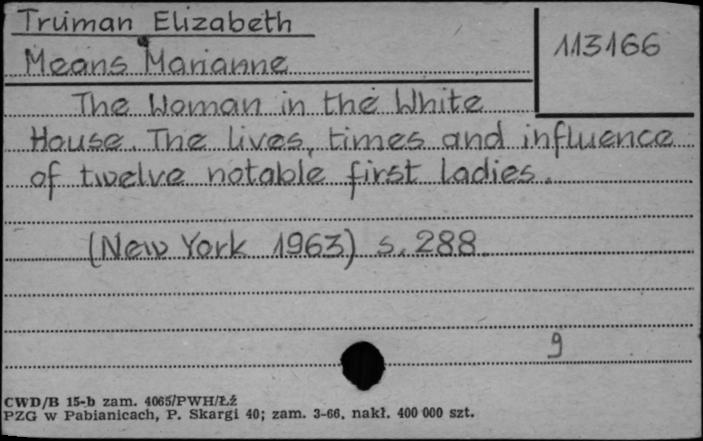 Truman Elizabeth
113166
Means Marianne
The Woman in the White
House. The lives, times and influence
of twelve notable first ladies.
(New York 1963) s. 288
9
CWD/B 15-b zam. 4065/PWH/Łź
PZG w Pabianicach, P. Skargi 40; zam. 3-66, nakł. 400 000 szt.